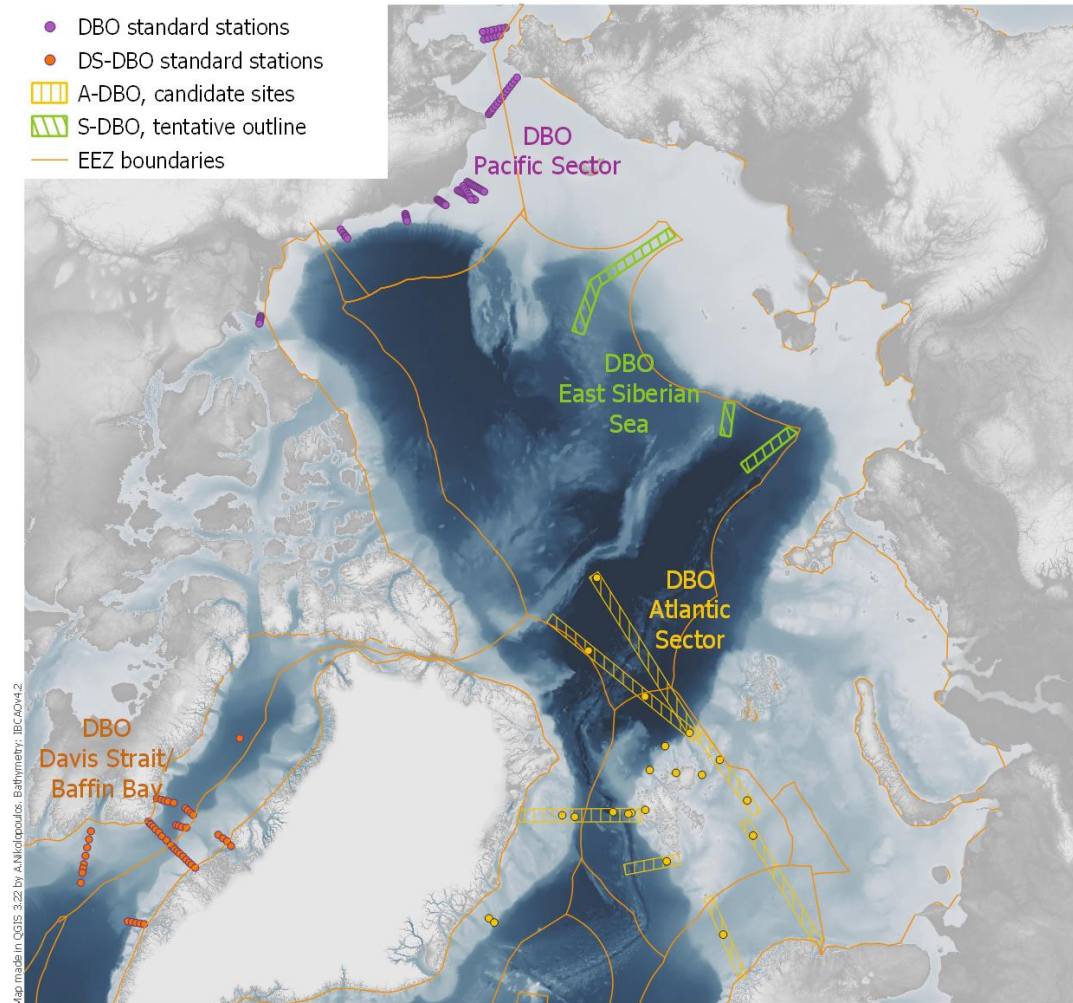 DBO standard stations
DS-DBO standard stations
A-DBO, candidate sites
S-DBO, tentative outline
EEZ boundaries
DBO
Pacific Sector
DBO
East Siberian
Sea
DBO
Atlantic
Sector
DBO
Davis Strait/
Baffin Bay
Map made in QGIS 3.22 by A.Nikolopoulos. Bathymetry: IBCAOv4.2